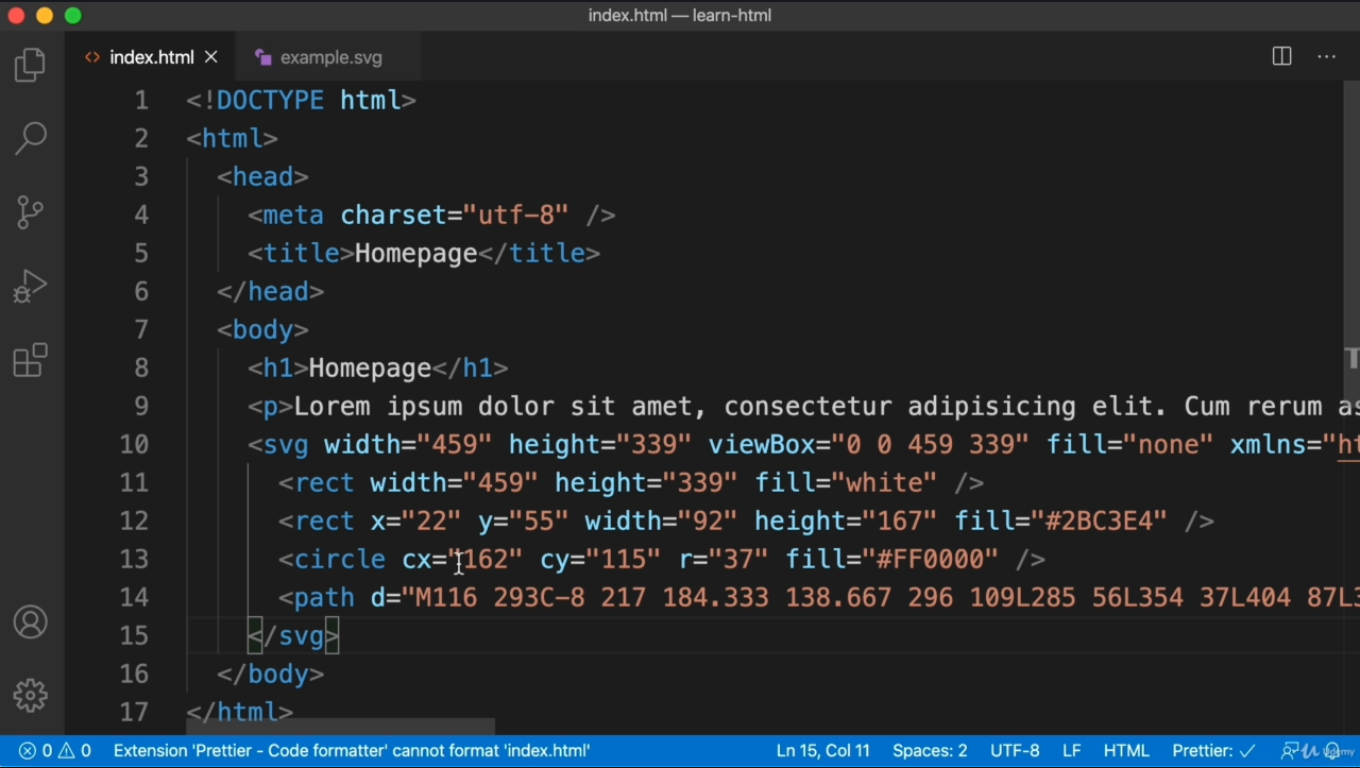 index.html — learn-html
index.html example.svg
1 <!DOCTYPE html>
2 <html>
3 <head>
4 <meta charset="utf-8" />
5 <title>Homepage</title>
6 </head>
7 <body>
8 <h1>Homepage</h1>
9 <p>Lorem ipsum dolor sit amet, consectetur adipisicing elit. Cum rerum as
10 <svg width="459" height="339" viewBox="0 0 459 339" fill="none" xmlns="ht
11 <rect width="459" height="339" fill="white" />
12 <rect x="22" y="55" width="92" height="167" fill="#2BC3E4" />
13 <circle cx="162" cy="115" r="37" fill="#FF0000" />
14 <path d="M116 293C-8 217 184.333 138.667 296 109L285 56L354 37L404 87L3
15 </svg>
16 </body>
17 </html>
0 0 Extension 'Prettier - Code formatter' cannot format 'index.html' Ln 15, Col 11 Spaces: 2 UTF-8 LF HTML Prettier: ✓ Udemy